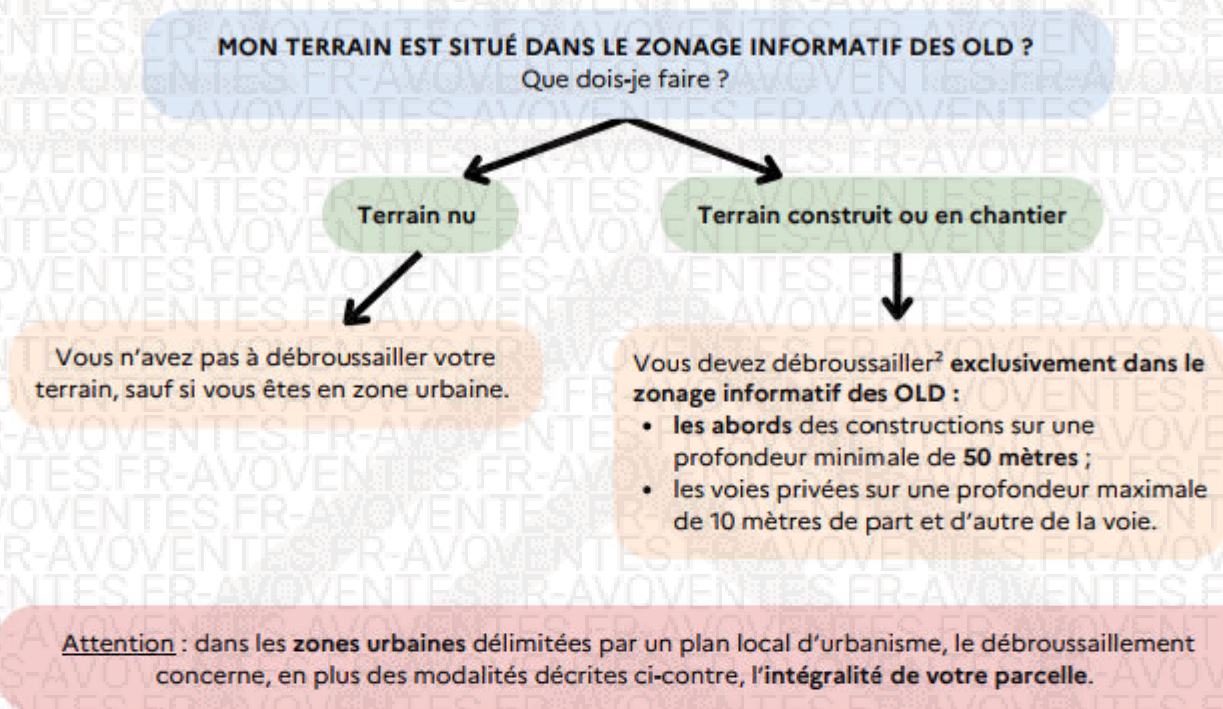 MON TERRAIN EST SITUÉ DANS LE ZONAGE INFORMATIF DES OLD ?
Que dois-je faire ?
Terrain nu
Terrain construit ou en chantier
Vous n'avez pas à débroussailler votre
terrain, sauf si vous êtes en zone urbaine.
Vous devez débroussailler² exclusivement dans le
zonage informatif des OLD :
• les abords des constructions sur une
profondeur minimale de 50 mètres ;
• les voies privées sur une profondeur maximale
de 10 mètres de part et d'autre de la voie.
Attention : dans les zones urbaines délimitées par un plan local d'urbanisme, le débroussaillement
concerne, en plus des modalités décrites ci-contre, l'intégralité de votre parcelle.